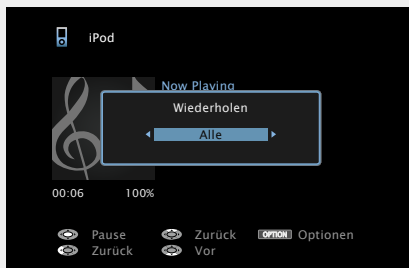 iPod
Now Playing
Wiederholen
Alle
00:06 100%
Pause Zurück OPTION Optionen
Zurück Vor